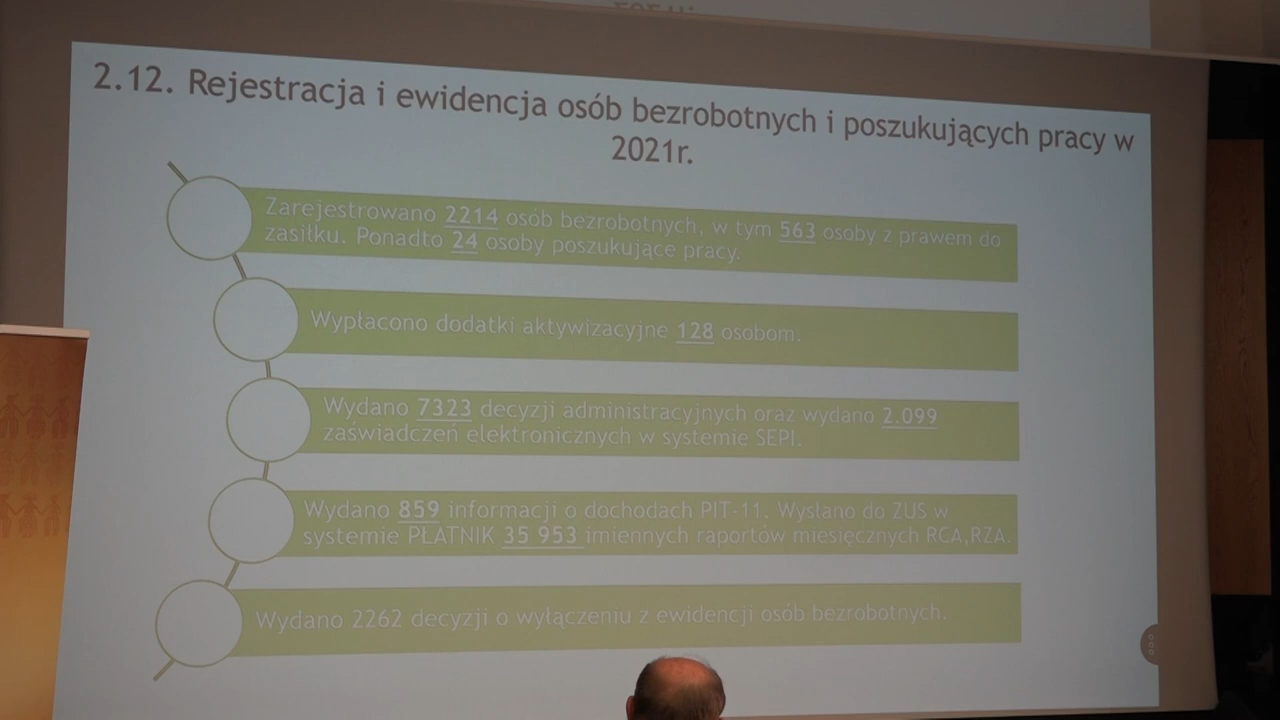 2.12. Rejestracja i ewidencja osób bezrobotnych i poszukujących pracy w
2021r.
Zarejestrowano 2214 osób bezrobotnych, w tym 563 osoby z prawem do
zasiłku. Ponadto 24 osoby poszukujące pracy.
Wypłacono dodatki aktywizacyjne 128 osobom.
Wydano 7323 decyzji administracyjnych oraz wydano 2.099
zaświadczeń elektronicznych w systemie SEPI.
Wydano 859 informacji o dochodach PIT-11. Wysłano do ZUS w
systemie PŁATNIK 35 953 imiennych raportów miesięcznych RCA,RZA.
Wydano 2262 decyzji o wyłączeniu z ewidencji osób bezrobotnych.